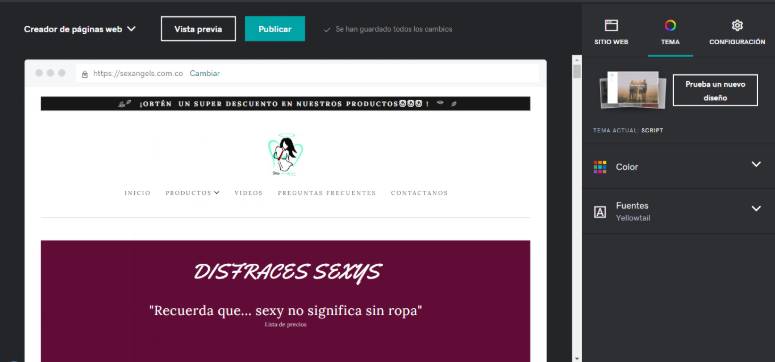 Creador de páginas web
Vista previa
Publicar
Se han guardado todos los cambios
SITIO WEB
TEMA
CONFIGURACIÓN
https://sexangels.com.co Cambiar
¡OBTÉN UN SUPER DESCUENTO EN NUESTROS PRODUCTOS !
INICIO PRODUCTOS VIDEOS PREGUNTAS FRECUENTES CONTÁCTANOS
DISFRACES SEXYS
"Recuerda que... sexy no significa sin ropa"
Lista de precios
Prueba un nuevo
diseño
TEMA ACTUAL: SCRIPT
Color
Fuentes
Yellowtail